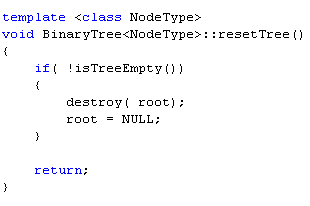 template <class NodeType>
void BinaryTree<NodeType>::resetTree()
{
    if( !isTreeEmpty())
    {
        destroy( root);
        root = NULL;
    }

    return;
}